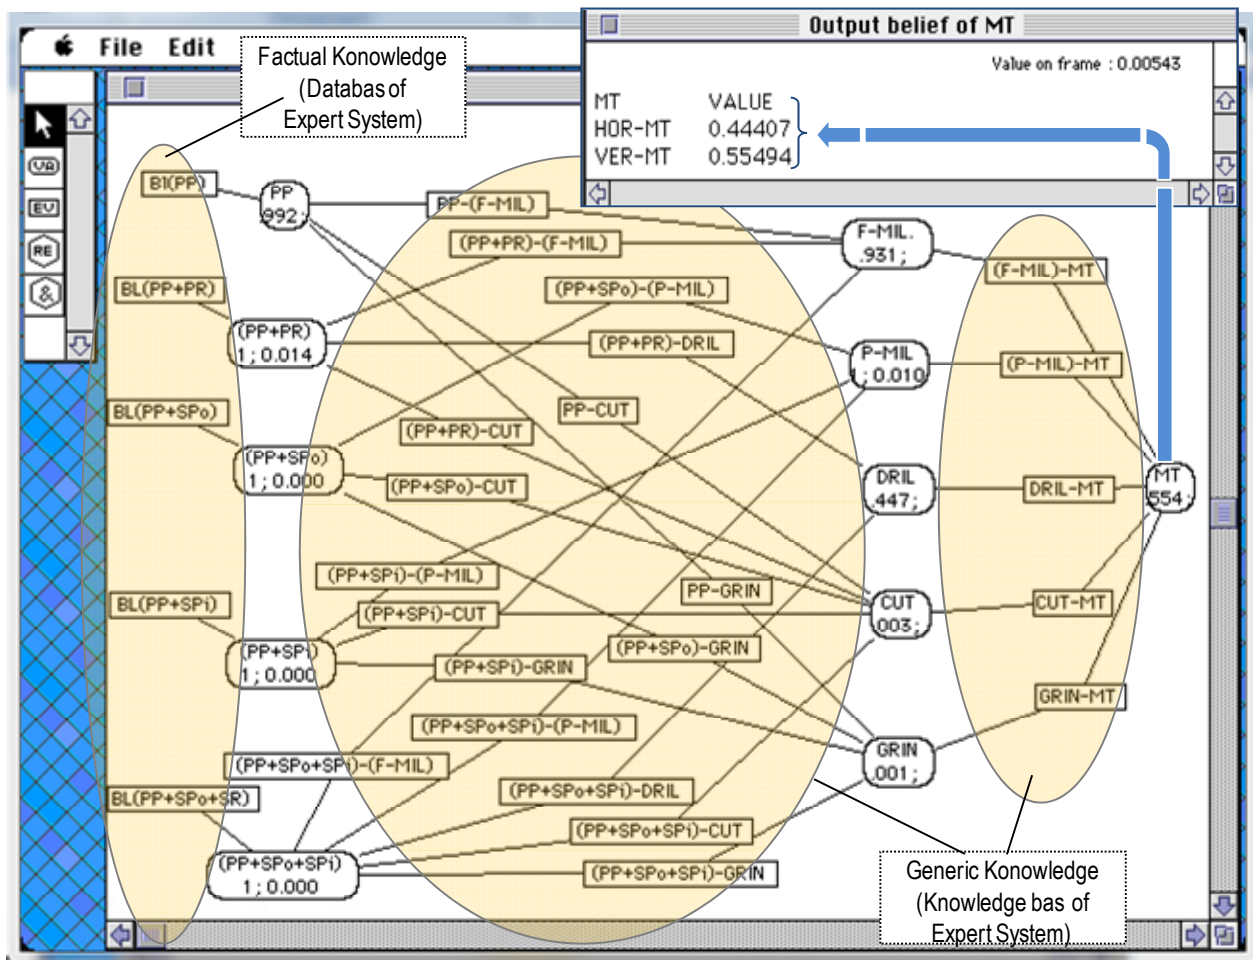 File Edit
Output belief of MT
Value on frame : 0.00543
MT VALUE
HOR-MT 0.44407
VER-MT 0.55494
Factual Konowledge
(Databas of
Expert System)
VA
EV
RE
&
B1(PP)
PP
.992;
PP-(F-MIL)
(PP+PR)-(F-MIL)
F-MIL.
.931;
(F-MIL)-MT
BL(PP+PR)
(PP+SPo)-(P-MIL)
(PP+PR)
1; 0.014
(PP+PR)-DRIL
P-MIL
1; 0.010
(P-MIL)-MT
BL(PP+SPo)
PP-CUT
(PP+PR)-CUT
(PP+SPo)
1; 0.000
(PP+SPo)-CUT
DRIL
.447;
DRIL-MT
MT
554;
(PP+SPi)-(P-MIL)
PP-GRIN
BL(PP+SPi)
(PP+SPi)-CUT
CUT
003;
CUT-MT
(PP+SPi)
1; 0.000
(PP+SPi)-GRIN
(PP+SPo)-GRIN
GRIN-MT
(PP+SPo+SPi)-(P-MIL)
(PP+SPo+SPi)-(F-MIL)
GRIN
.001;
BL(PP+SPo+SR)
(PP+SPo+SPi)-DRIL
(PP+SPo+SPi)-CUT
(PP+SPo+SPi)
1; 0.000
(PP+SPo+SPi)-GRIN
Generic Konowledge
(Knowledge bas of
Expert System)